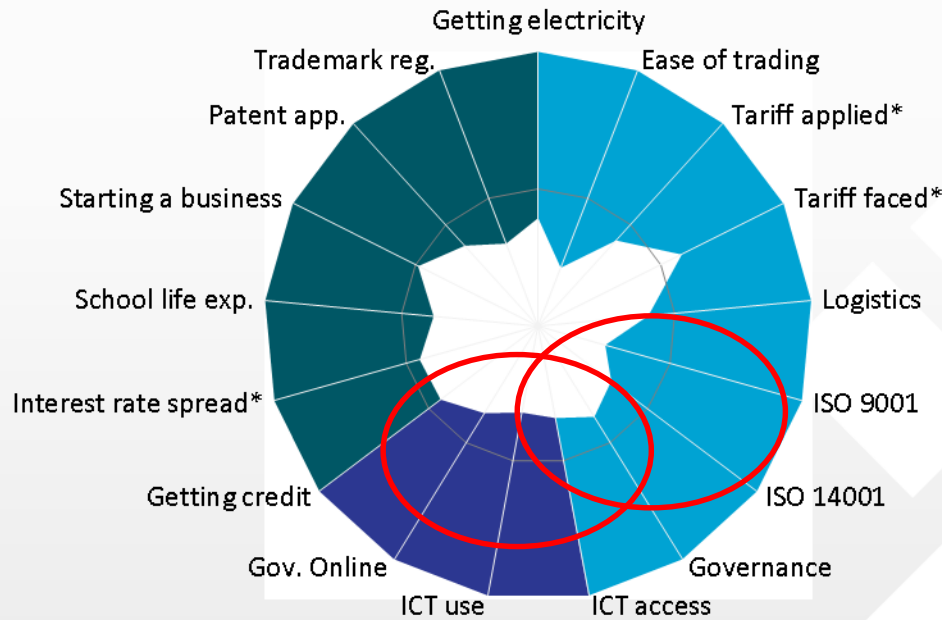 Getting electricity
Trademark reg.
Ease of trading
Patent app.
Tariff applied*
Starting a business
Tariff faced*
School life exp.
Logistics
Interest rate spread*
ISO 9001
Getting credit
ISO 14001
Gov. Online
Governance
ICT use
ICT access